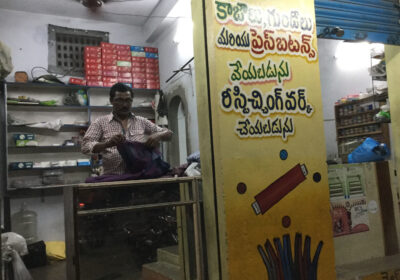 కాజాలు, గుండీలు
మరియు ప్రెస్ బటన్స్
వేయబడును
రీస్టిచ్చింగ్ వర్క్
చేయబడును